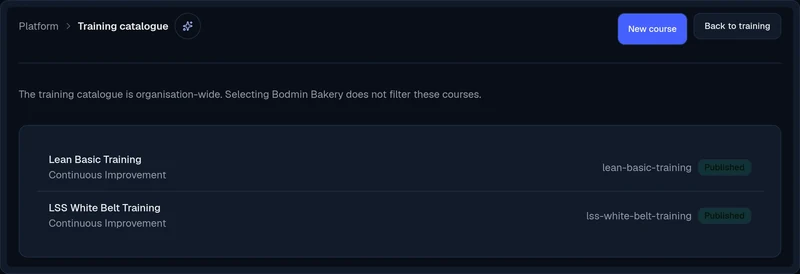 Platform > Training catalogue
New course
Back to training
The training catalogue is organisation-wide. Selecting Bodmin Bakery does not filter these courses.
Lean Basic Training
Continuous Improvement
lean-basic-training Published
LSS White Belt Training
Continuous Improvement
lss-white-belt-training Published